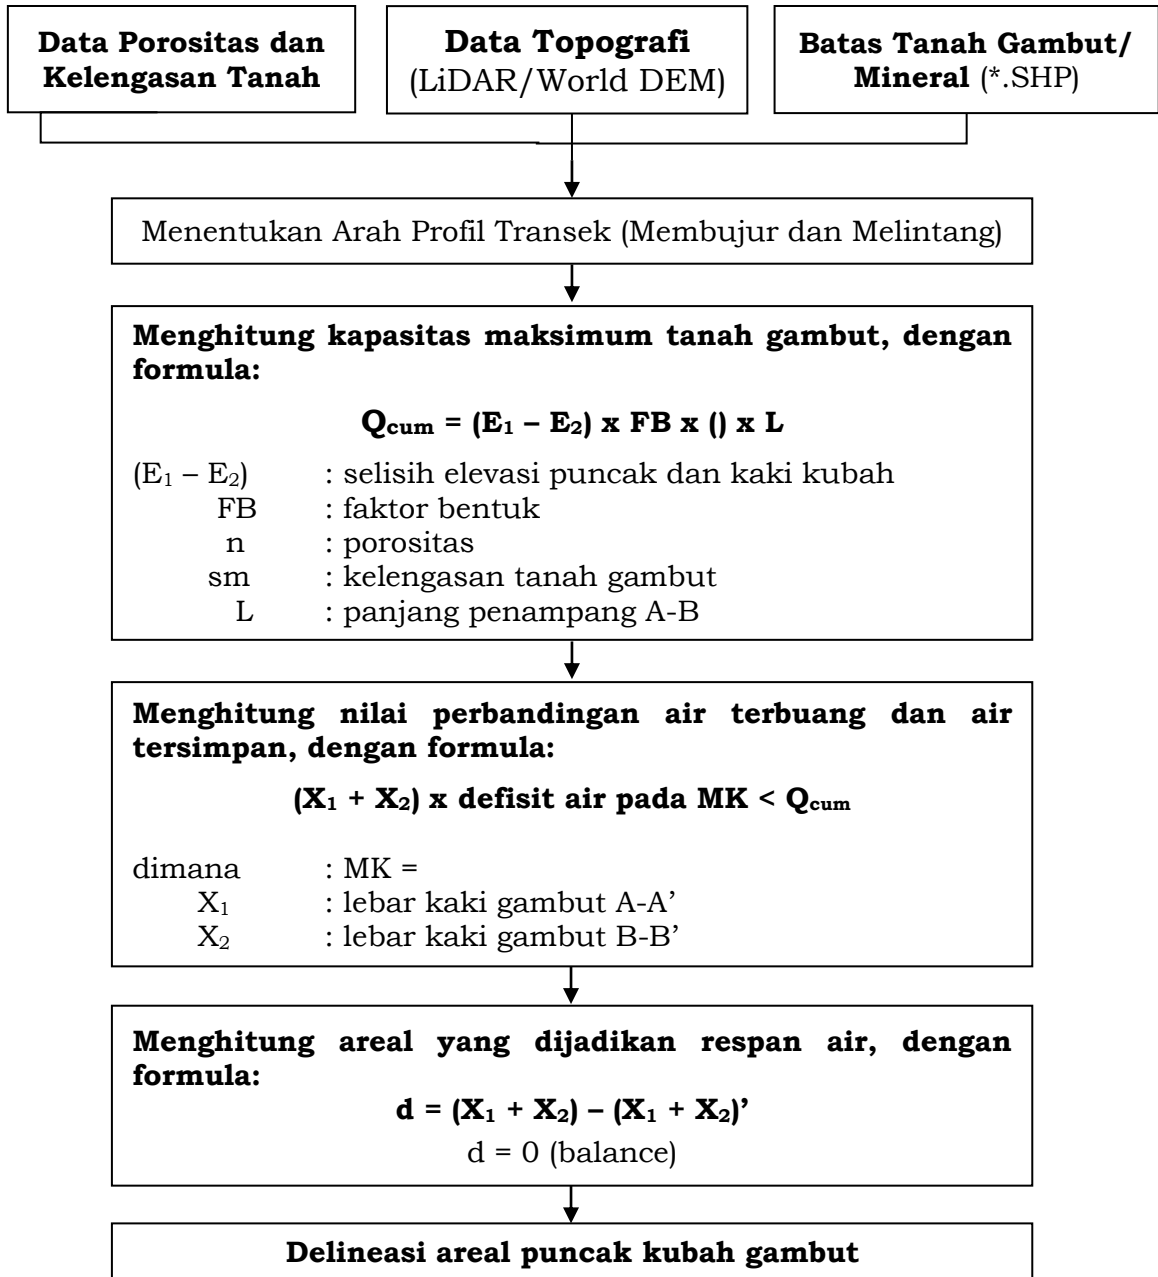 Data Porositas dan
Kelengasan Tanah
Data Topografi
(LiDAR/World DEM)
Batas Tanah Gambut/
Mineral (*.SHP)
Menentukan Arah Profil Transek (Membujur dan Melintang)
Menghitung kapasitas maksimum tanah gambut, dengan
formula:
Q₍cum₎ = (E₁ – E₂) x FB x () x L
(E₁ – E₂) : selisih elevasi puncak dan kaki kubah
FB : faktor bentuk
n : porositas
sm : kelengasan tanah gambut
L : panjang penampang A-B
Menghitung nilai perbandingan air terbuang dan air
tersimpan, dengan formula:
(X₁ + X₂) x defisit air pada MK < Q₍cum₎
dimana : MK =
X₁ : lebar kaki gambut A-A’
X₂ : lebar kaki gambut B-B’
Menghitung areal yang dijadikan respan air, dengan
formula:
d = (X₁ + X₂) – (X₁ + X₂)’
d = 0 (balance)
Delineasi areal puncak kubah gambut